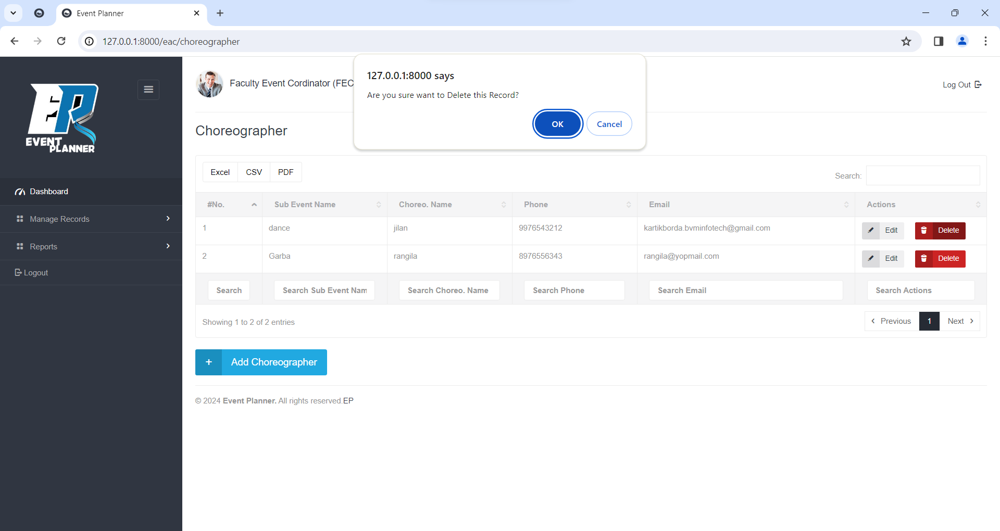 Event Planner
127.0.0.1:8000/eac/choreographer
127.0.0.1:8000 says
Are you sure want to Delete this Record?
OK
Cancel
EVENT
PLANNER
Faculty Event Cordinator (FEC
Log Out
Choreographer
Dashboard
Manage Records
Reports
Logout
Excel
CSV
PDF
Search:
#No.
Sub Event Name
Choreo. Name
Phone
Email
Actions
1
dance
jilan
9976543212
kartikborda.bvminfotech@gmail.com
Edit
Delete
2
Garba
rangila
8976556343
rangila@yopmail.com
Edit
Delete
Search
Search Sub Event Nam
Search Choreo. Name
Search Phone
Search Email
Search Actions
Showing 1 to 2 of 2 entries
Previous
1
Next
+ Add Choreographer
© 2024 Event Planner. All rights reserved.EP